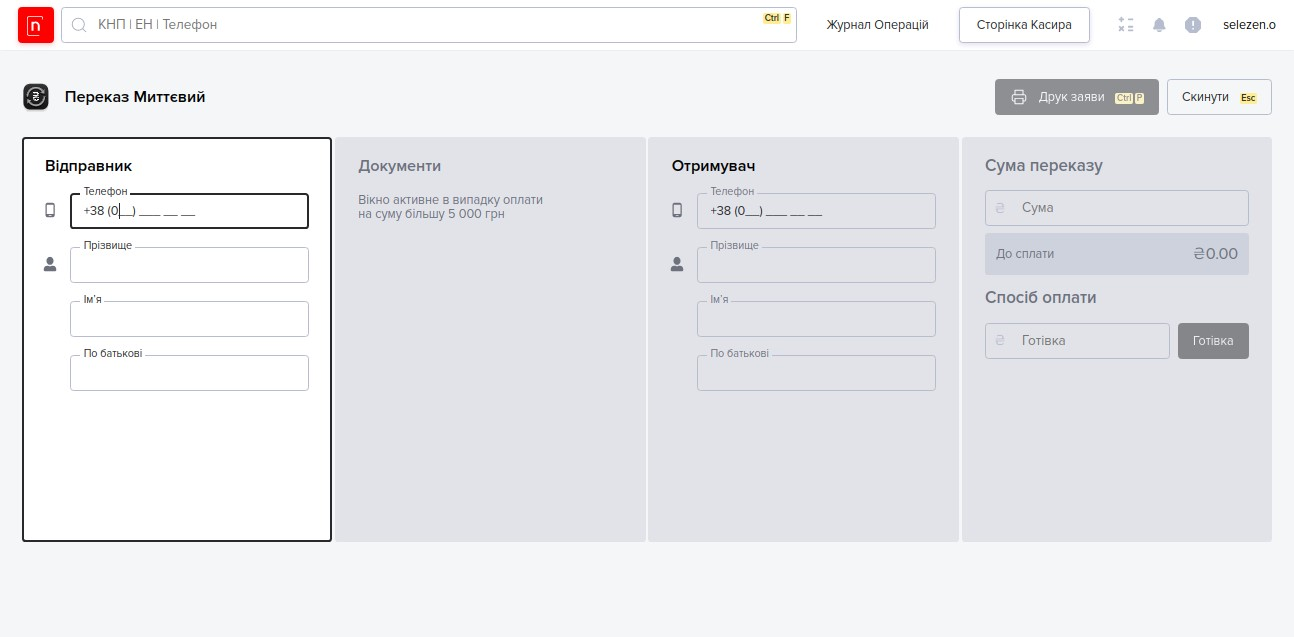 n
КНП | ЕН | Телефон
Ctrl F
Журнал Операцій
Сторінка Касира
selezen.o
Переказ Миттєвий
Друк заяви Ctrl P
Скинути Esc
Відправник
Телефон
+38 (0__) ___ __ __
Прізвище
Ім'я
По батькові
Документи
Вікно активне в випадку оплати
на суму більшу 5 000 грн
Отримувач
Телефон
+38 (0__) ___ __ __
Прізвище
Ім'я
По батькові
Сума переказу
₴ Сума
До сплати ₴0.00
Спосіб оплати
₴ Готівка
Готівка